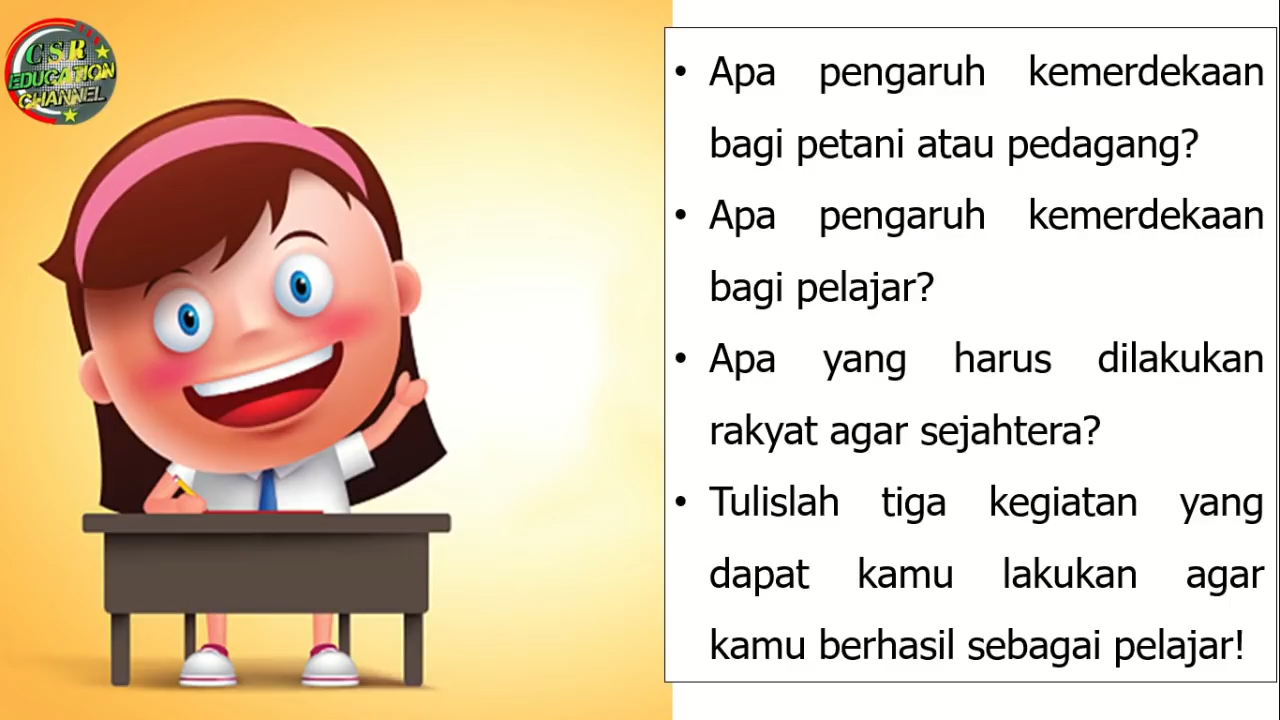 CSR
EDUCATION
CHANNEL
• Apa pengaruh kemerdekaan
bagi petani atau pedagang?
• Apa pengaruh kemerdekaan
bagi pelajar?
• Apa yang harus dilakukan
rakyat agar sejahtera?
• Tulislah tiga kegiatan yang
dapat kamu lakukan agar
kamu berhasil sebagai pelajar!